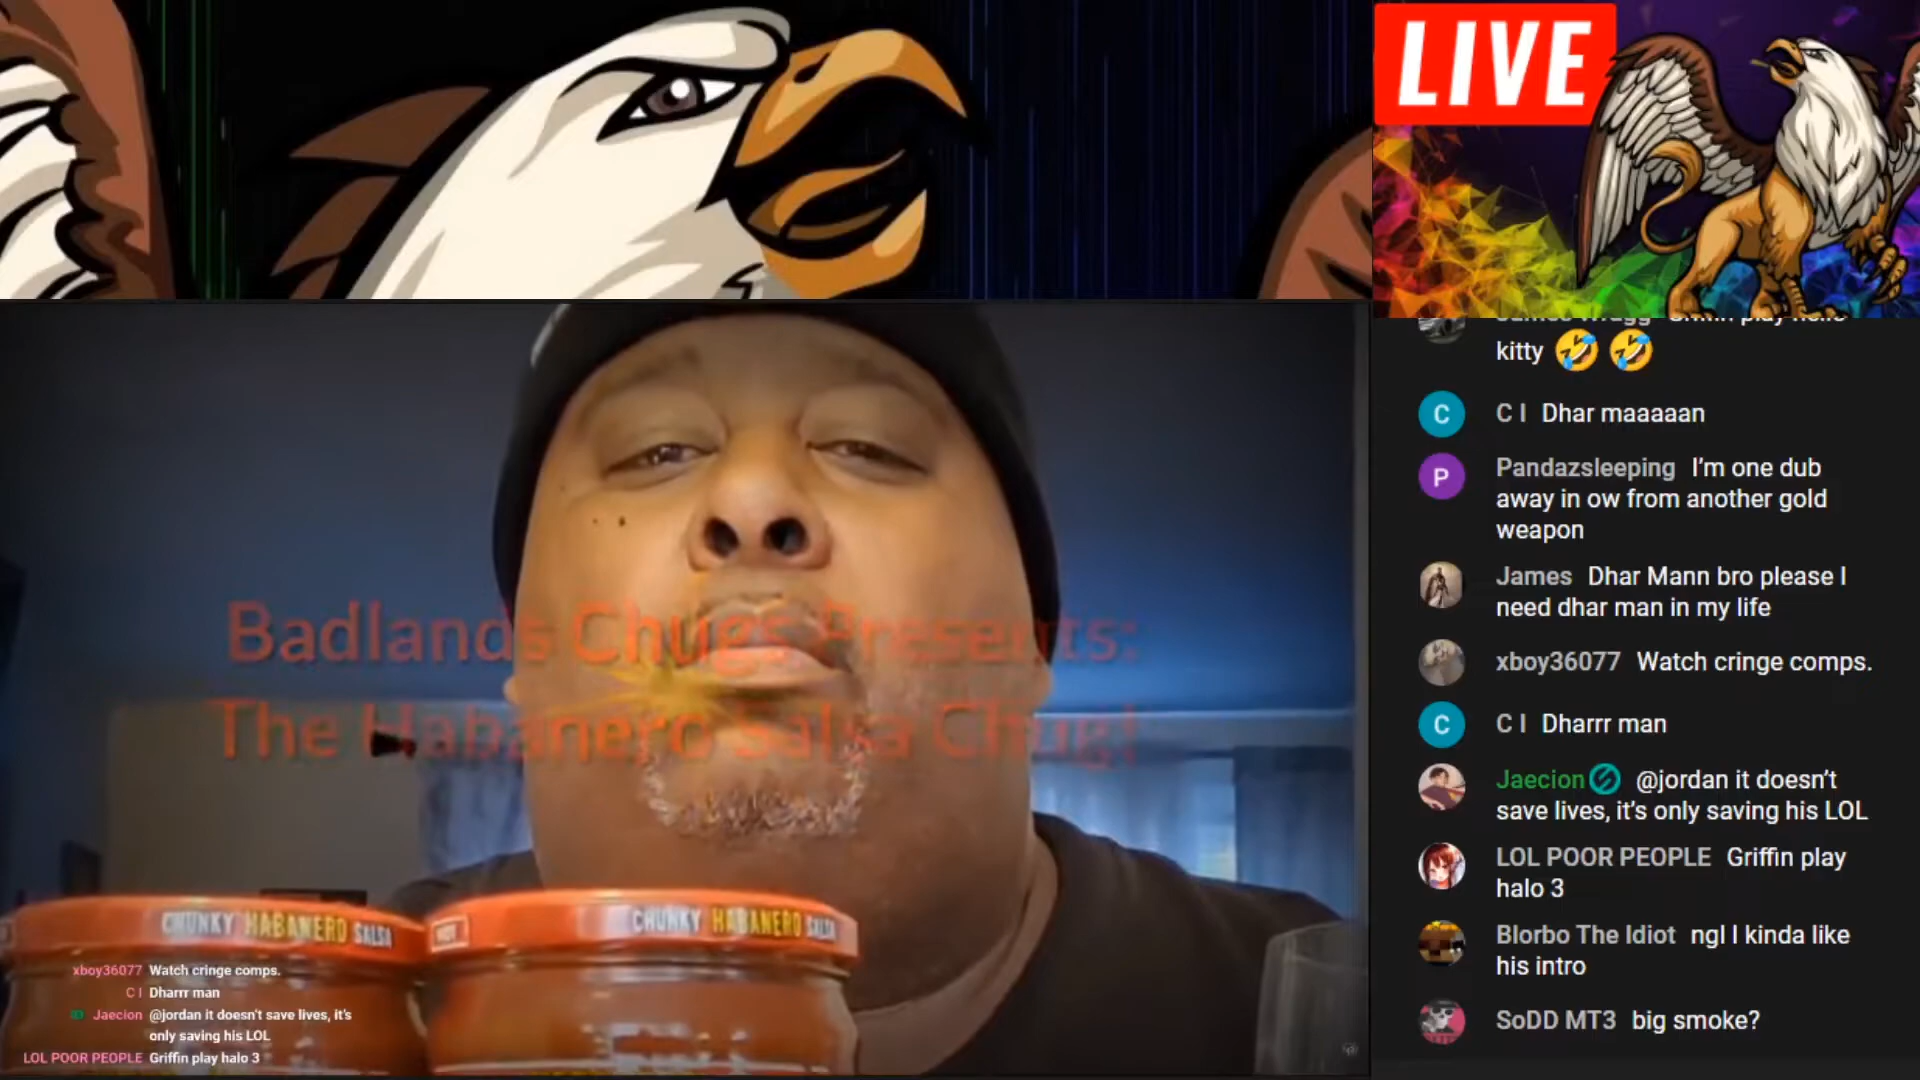 LIVE
kitty
C I Dhar maaaaan
Pandazsleeping I'm one dub
away in ow from another gold
weapon
James Dhar Mann bro please I
need dhar man in my life
xboy36077 Watch cringe comps.
C I Dharrr man
Jaecion @jordan it doesn't
save lives, it's only saving his LOL
LOL POOR PEOPLE Griffin play
halo 3
Blorbo The Idiot ngl I kinda like
his intro
SoDD MT3 big smoke?
Badlands Chugs Presents:
The Habanero Salsa Chug!
CHUNKY HABANERO SALSA
HOT
CHUNKY HABANERO SALSA
xboy36077 Watch cringe comps.
C I Dharrr man
Jaecion @jordan it doesn't save lives, it's
only saving his LOL
LOL POOR PEOPLE Griffin play halo 3